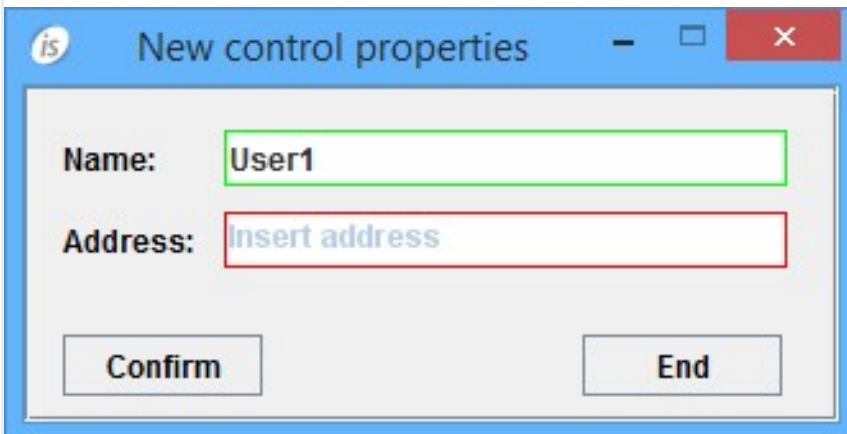 is New control properties
Name: User1
Address: Insert address
Confirm End